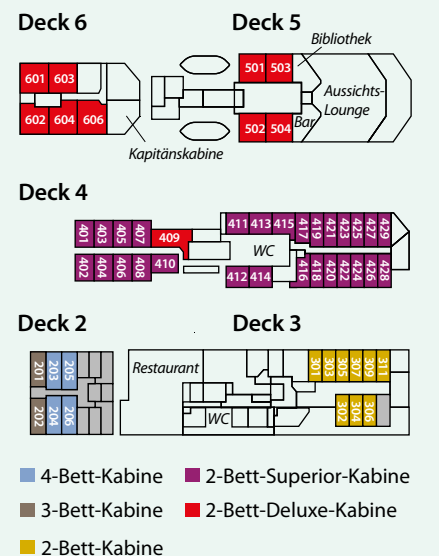 Deck 6 Deck 5
Bibliothek
601 603 501 503
Aussichts-
Lounge
602 604 606 502 504 Bar
Kapitänskabine
Deck 4
401 403 405 407 409 411 413 415 417 419 421 423 425 427 429
WC
402 404 406 408 410 412 414 416 418 420 422 424 426 428
Deck 2 Deck 3
201 203 205 Restaurant 301 303 305 307 309 311
202 204 206 WC 302 304 306
4-Bett-Kabine 2-Bett-Superior-Kabine
3-Bett-Kabine 2-Bett-Deluxe-Kabine
2-Bett-Kabine